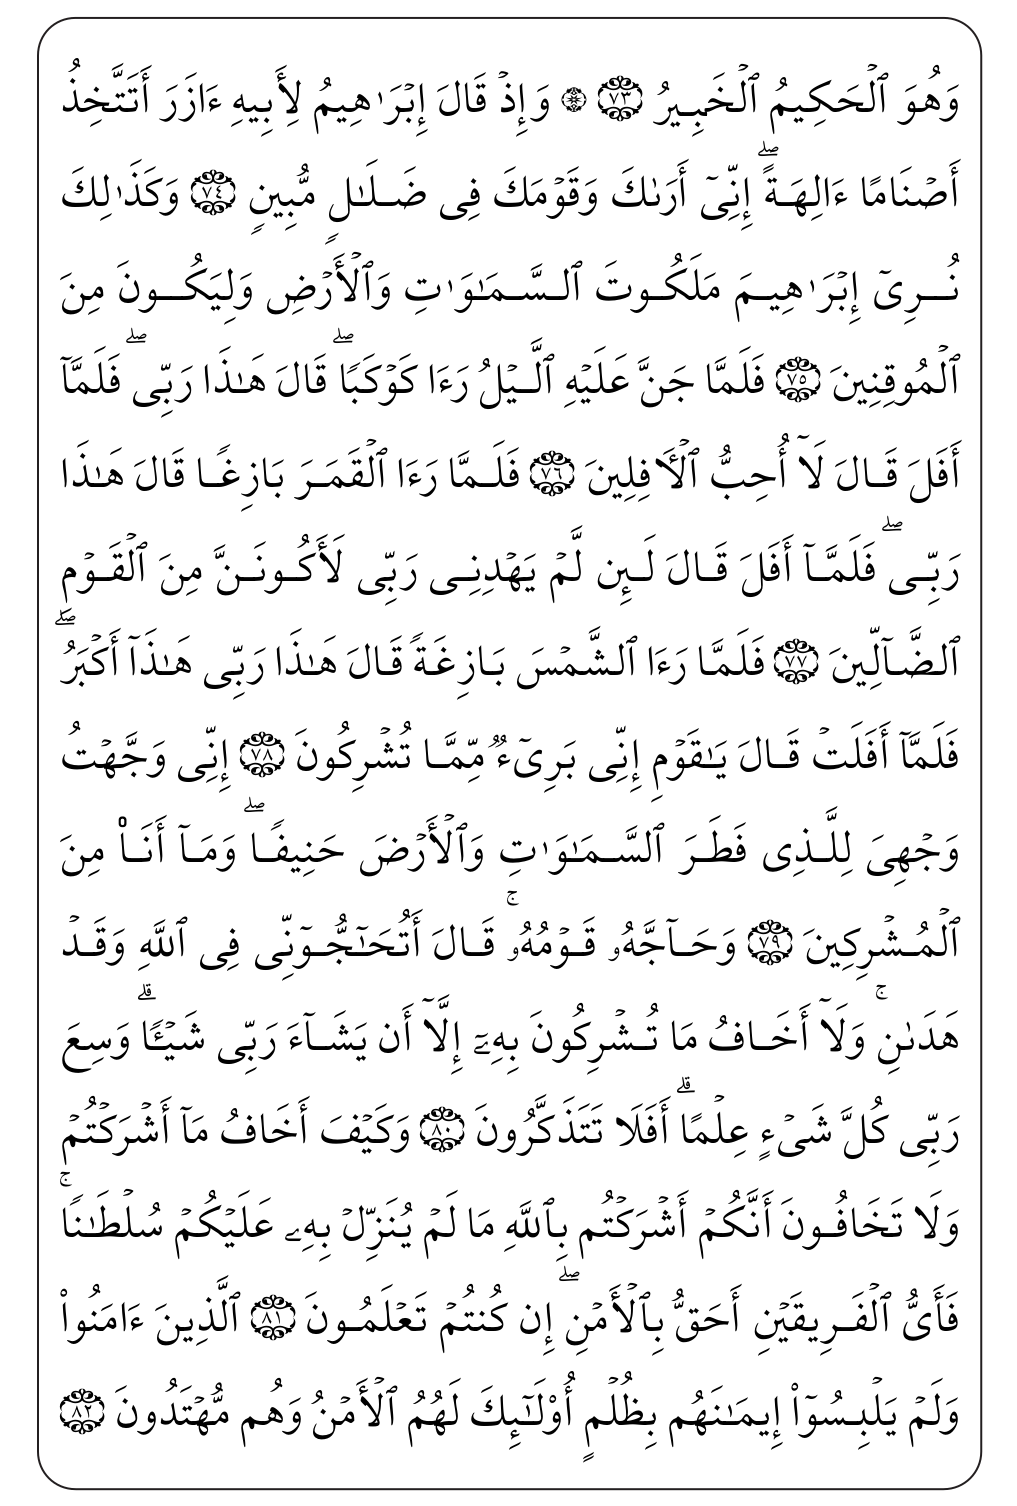 وَهُوَ ٱلۡحَكِيمُ ٱلۡخَبِيرُ ٧٣ ۞ وَإِذۡ قَالَ إِبۡرَٰهِيمُ لِأَبِيهِ ءَازَرَ أَتَتَّخِذُ
أَصۡنَامًا ءَالِهَةًۖ إِنِّيٓ أَرَىٰكَ وَقَوۡمَكَ فِي ضَلَٰلٖ مُّبِينٖ ٧٤ وَكَذَٰلِكَ
نُرِيٓ إِبۡرَٰهِيمَ مَلَكُوتَ ٱلسَّمَٰوَٰتِ وَٱلۡأَرۡضِ وَلِيَكُونَ مِنَ
ٱلۡمُوقِنِينَ ٧٥ فَلَمَّا جَنَّ عَلَيۡهِ ٱلَّيۡلُ رَءَا كَوۡكَبٗاۖ قَالَ هَٰذَا رَبِّيۖ فَلَمَّآ
أَفَلَ قَالَ لَآ أُحِبُّ ٱلۡأٓفِلِينَ ٧٦ فَلَمَّا رَءَا ٱلۡقَمَرَ بَازِغٗا قَالَ هَٰذَا
رَبِّيۖ فَلَمَّآ أَفَلَ قَالَ لَئِن لَّمۡ يَهۡدِنِي رَبِّي لَأَكُونَنَّ مِنَ ٱلۡقَوۡمِ
ٱلضَّآلِّينَ ٧٧ فَلَمَّا رَءَا ٱلشَّمۡسَ بَازِغَةٗ قَالَ هَٰذَا رَبِّي هَٰذَآ أَكۡبَرُۖ
فَلَمَّآ أَفَلَتۡ قَالَ يَٰقَوۡمِ إِنِّي بَرِيٓءٞ مِّمَّا تُشۡرِكُونَ ٧٨ إِنِّي وَجَّهۡتُ
وَجۡهِيَ لِلَّذِي فَطَرَ ٱلسَّمَٰوَٰتِ وَٱلۡأَرۡضَ حَنِيفٗاۖ وَمَآ أَنَا۠ مِنَ
ٱلۡمُشۡرِكِينَ ٧٩ وَحَآجَّهُۥ قَوۡمُهُۥۚ قَالَ أَتُحَٰٓجُّوٓنِّي فِي ٱللَّهِ وَقَدۡ
هَدَىٰنِۚ وَلَآ أَخَافُ مَا تُشۡرِكُونَ بِهِۦٓ إِلَّآ أَن يَشَآءَ رَبِّي شَيۡـٔٗاۗ وَسِعَ
رَبِّي كُلَّ شَيۡءٍ عِلۡمًاۗ أَفَلَا تَتَذَكَّرُونَ ٨٠ وَكَيۡفَ أَخَافُ مَآ أَشۡرَكۡتُمۡ
وَلَا تَخَافُونَ أَنَّكُمۡ أَشۡرَكۡتُم بِٱللَّهِ مَا لَمۡ يُنَزِّلۡ بِهِۦ عَلَيۡكُمۡ سُلۡطَٰنٗاۚ
فَأَيُّ ٱلۡفَرِيقَيۡنِ أَحَقُّ بِٱلۡأَمۡنِۖ إِن كُنتُمۡ تَعۡلَمُونَ ٨١ ٱلَّذِينَ ءَامَنُواْ
وَلَمۡ يَلۡبِسُوٓاْ إِيمَٰنَهُم بِظُلۡمٍ أُوْلَٰٓئِكَ لَهُمُ ٱلۡأَمۡنُ وَهُم مُّهۡتَدُونَ ٨٢